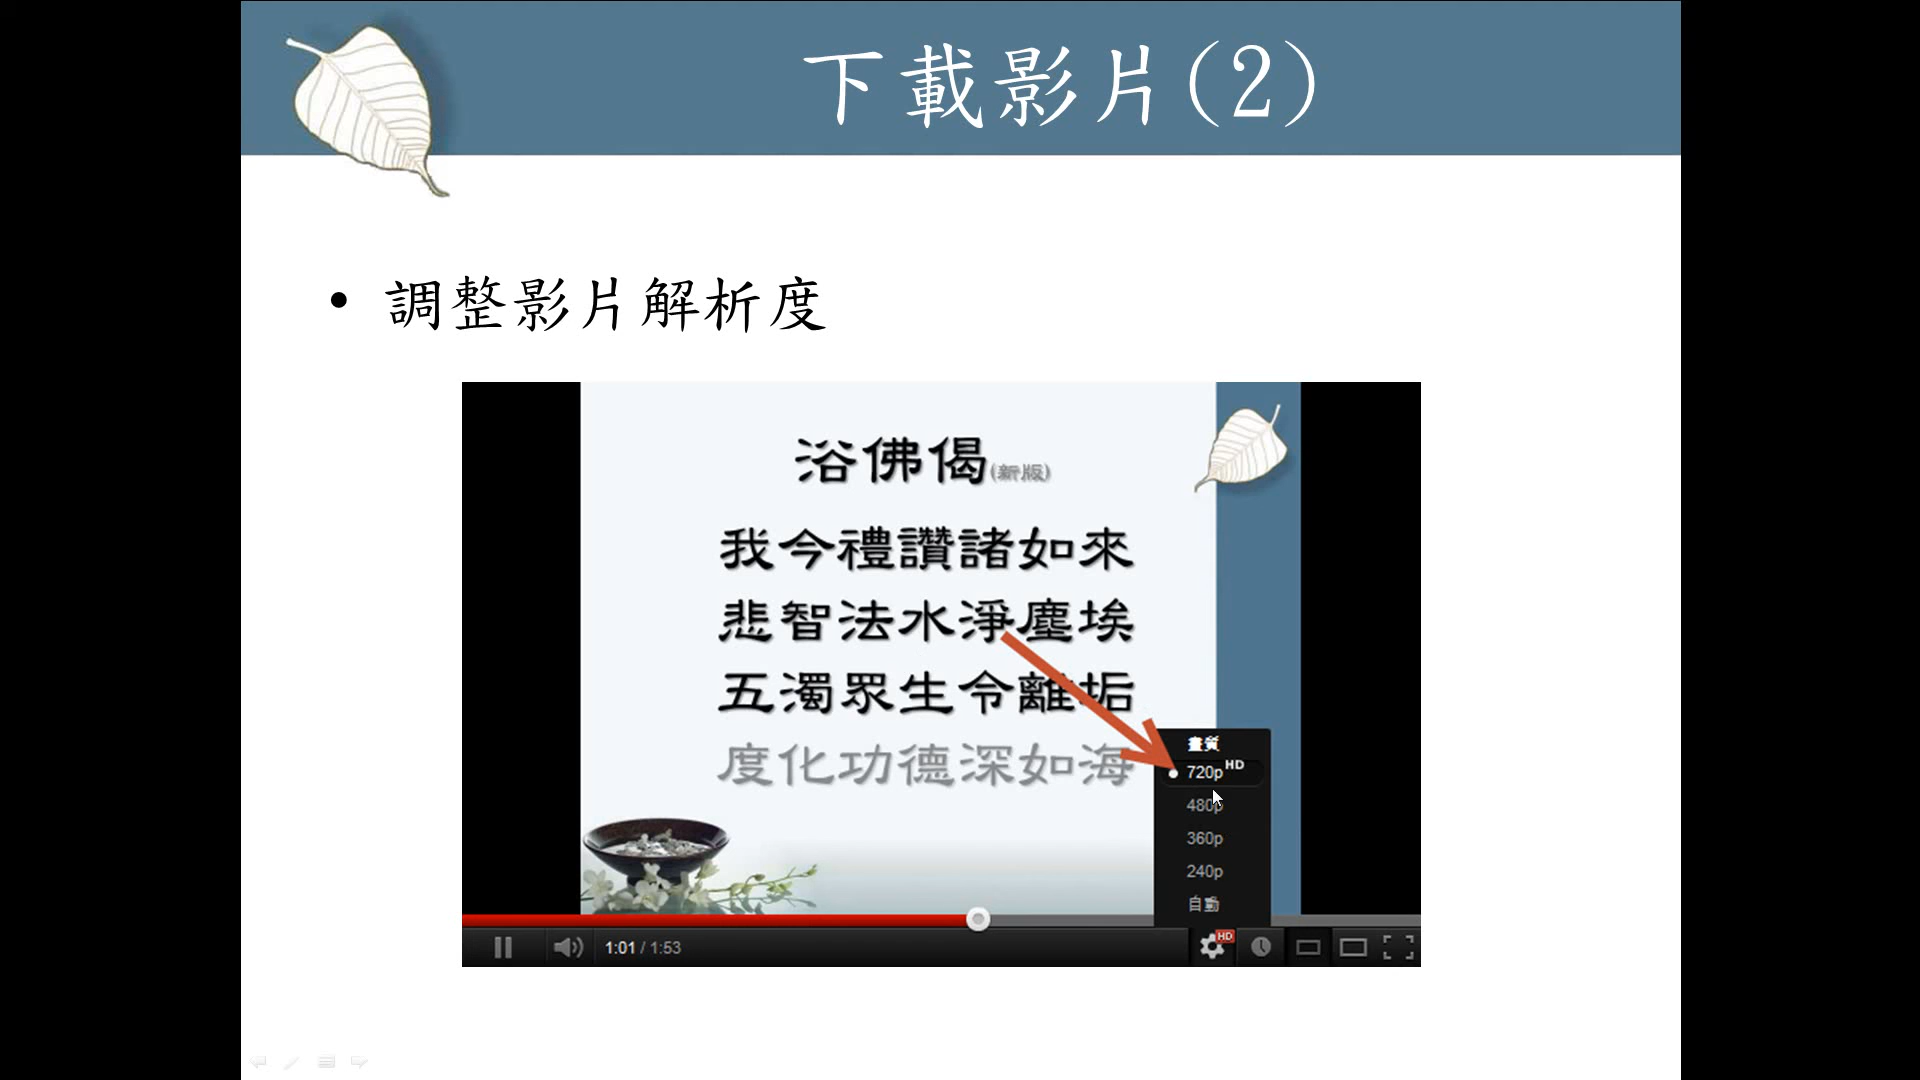 下載影片(2)
• 調整影片解析度
浴佛偈(新版)
我今禮讚諸如來
悲智法水淨塵埃
五濁眾生令離垢
度化功德深如海
畫質
720p HD
480p
360p
240p
自動
1:01 / 1:53
HD